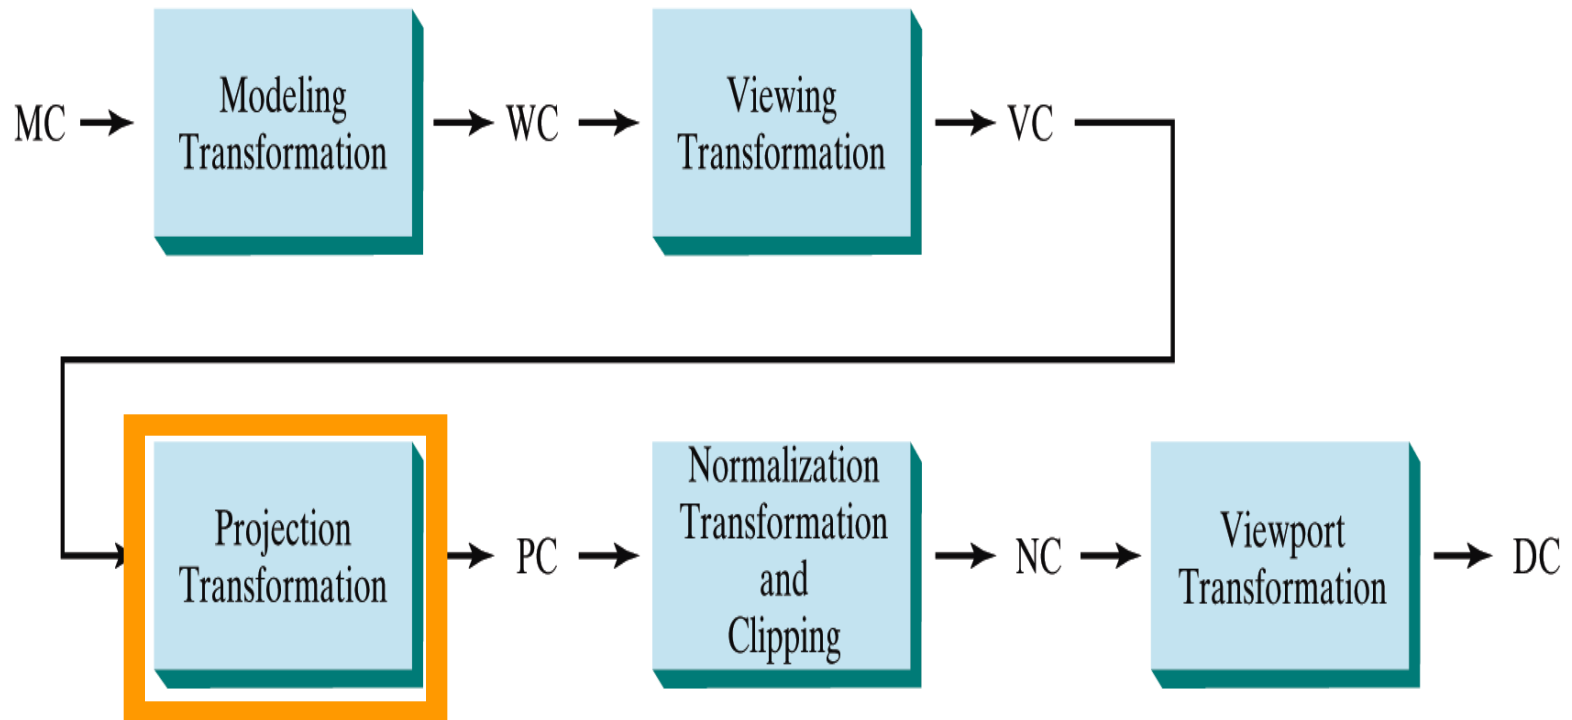 MC
Modeling
Transformation
WC
Viewing
Transformation
VC
Projection
Transformation
PC
Normalization
Transformation
and
Clipping
NC
Viewport
Transformation
DC